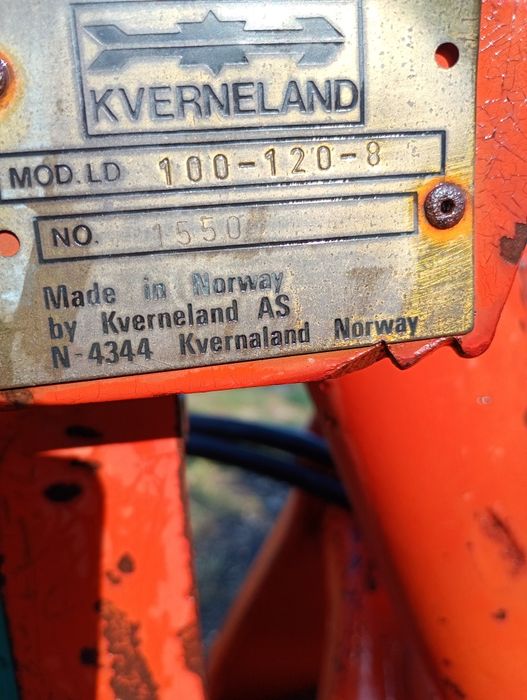 KVERNELAND
MOD. LD 100-120-8
NO. 1550
Made in Norway
by Kverneland AS
N-4344 Kvernaland Norway